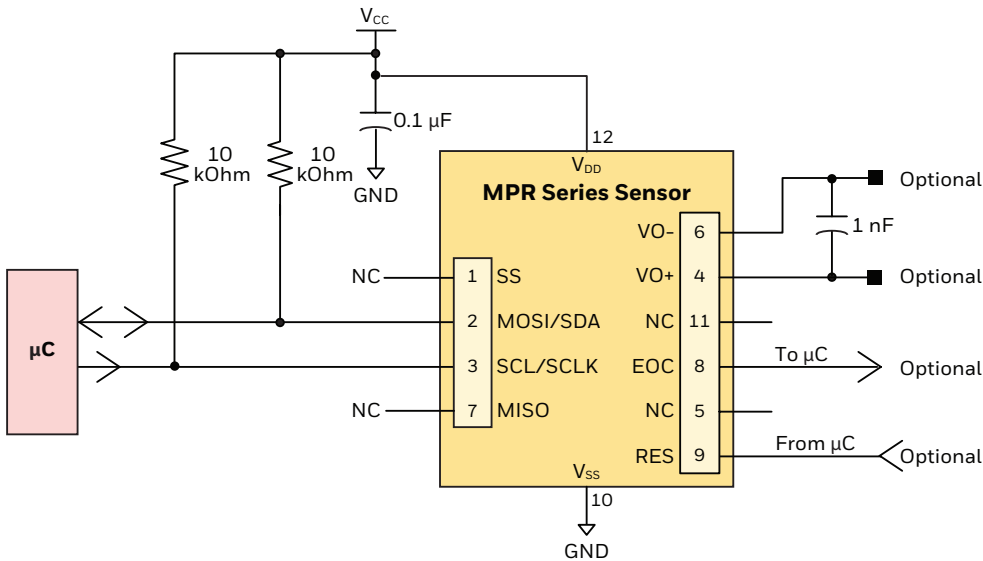 VCC
10
kOhm
10
kOhm
0.1 µF
GND
12
VDD
MPR Series Sensor
VO-
6
1 nF
Optional
NC
1
SS
VO+
4
Optional
µC
2
MOSI/SDA
NC
11
3
SCL/SCLK
EOC
8
To µC
Optional
NC
7
MISO
NC
5
RES
9
From µC
Optional
VSS
10
GND